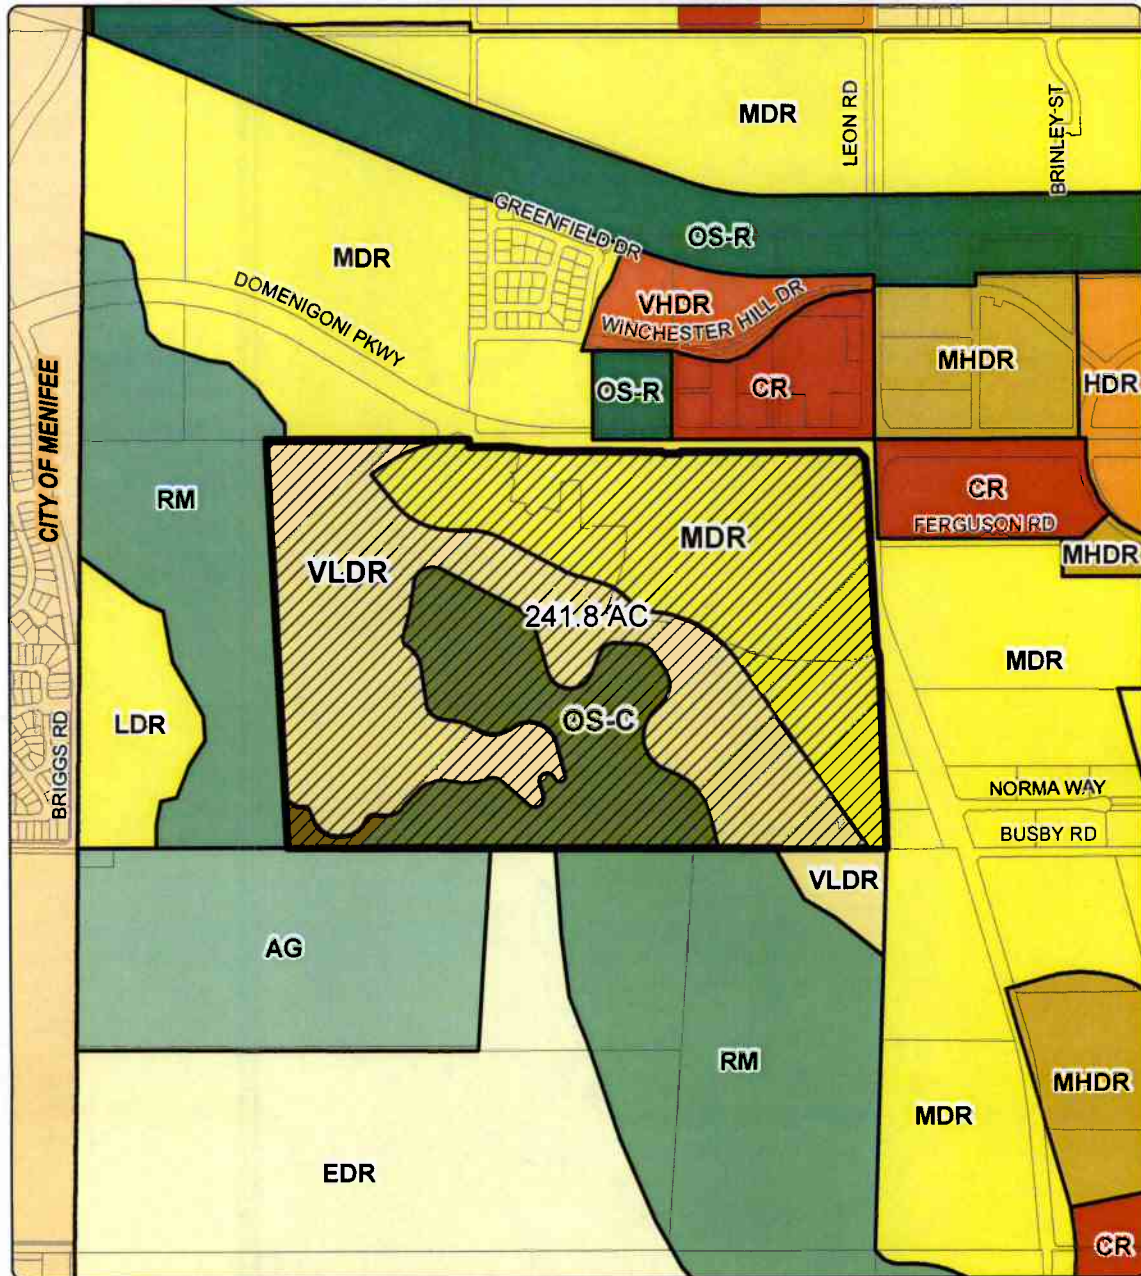 MDR
LEON RD
BRINLEY-ST
GREENFIELD DR
OS-R
MDR
DOMENIGONI PKWY
VHDR
WINCHESTER HILL DR
MHDR
HDR
OS-R
CR
CITY OF MENIFEE
RM
CR
FERGUSON RD
MHDR
MDR
VLDR
241.8 AC
MDR
OS-C
LDR
BRIGGS RD
NORMA WAY
BUSBY RD
VLDR
AG
RM
MHDR
MDR
EDR
CR